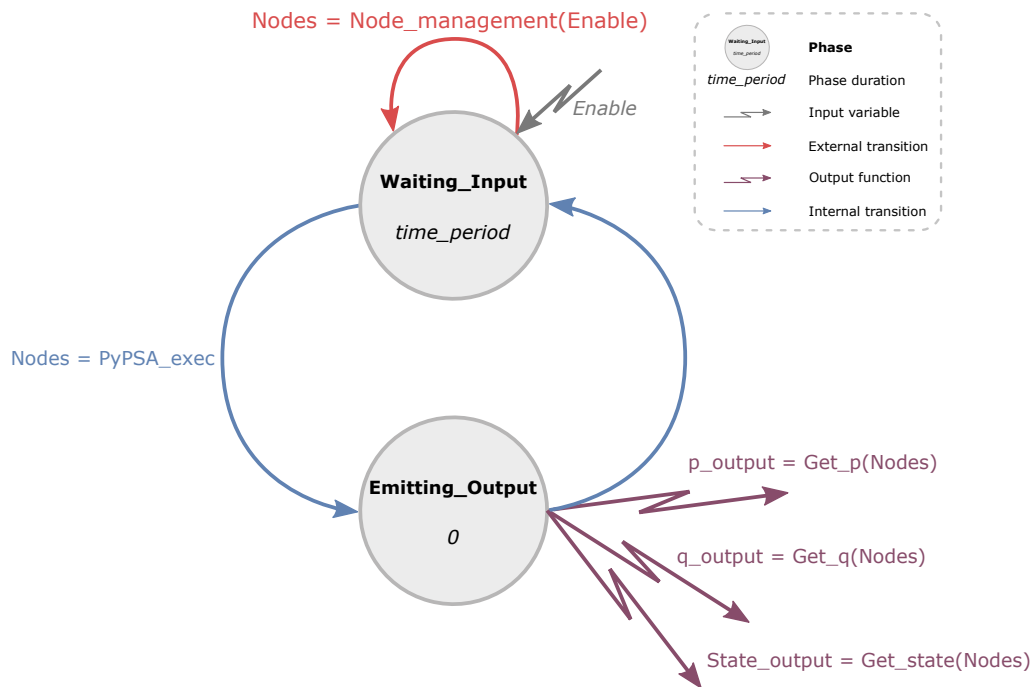 Nodes = Node_management(Enable)
Enable
Waiting_Input
time_period
Nodes = PyPSA_exec
Emitting_Output
0
p_output = Get_p(Nodes)
q_output = Get_q(Nodes)
State_output = Get_state(Nodes)
Waiting_Input
time_period
Phase
time_period
Phase duration
Input variable
External transition
Output function
Internal transition